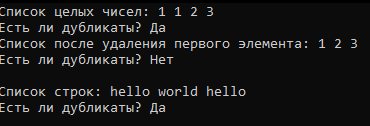 Список целых чисел: 1 1 2 3
Есть ли дубликаты? Да
Список после удаления первого элемента: 1 2 3
Есть ли дубликаты? Нет
Список строк: hello world hello
Есть ли дубликаты? Да